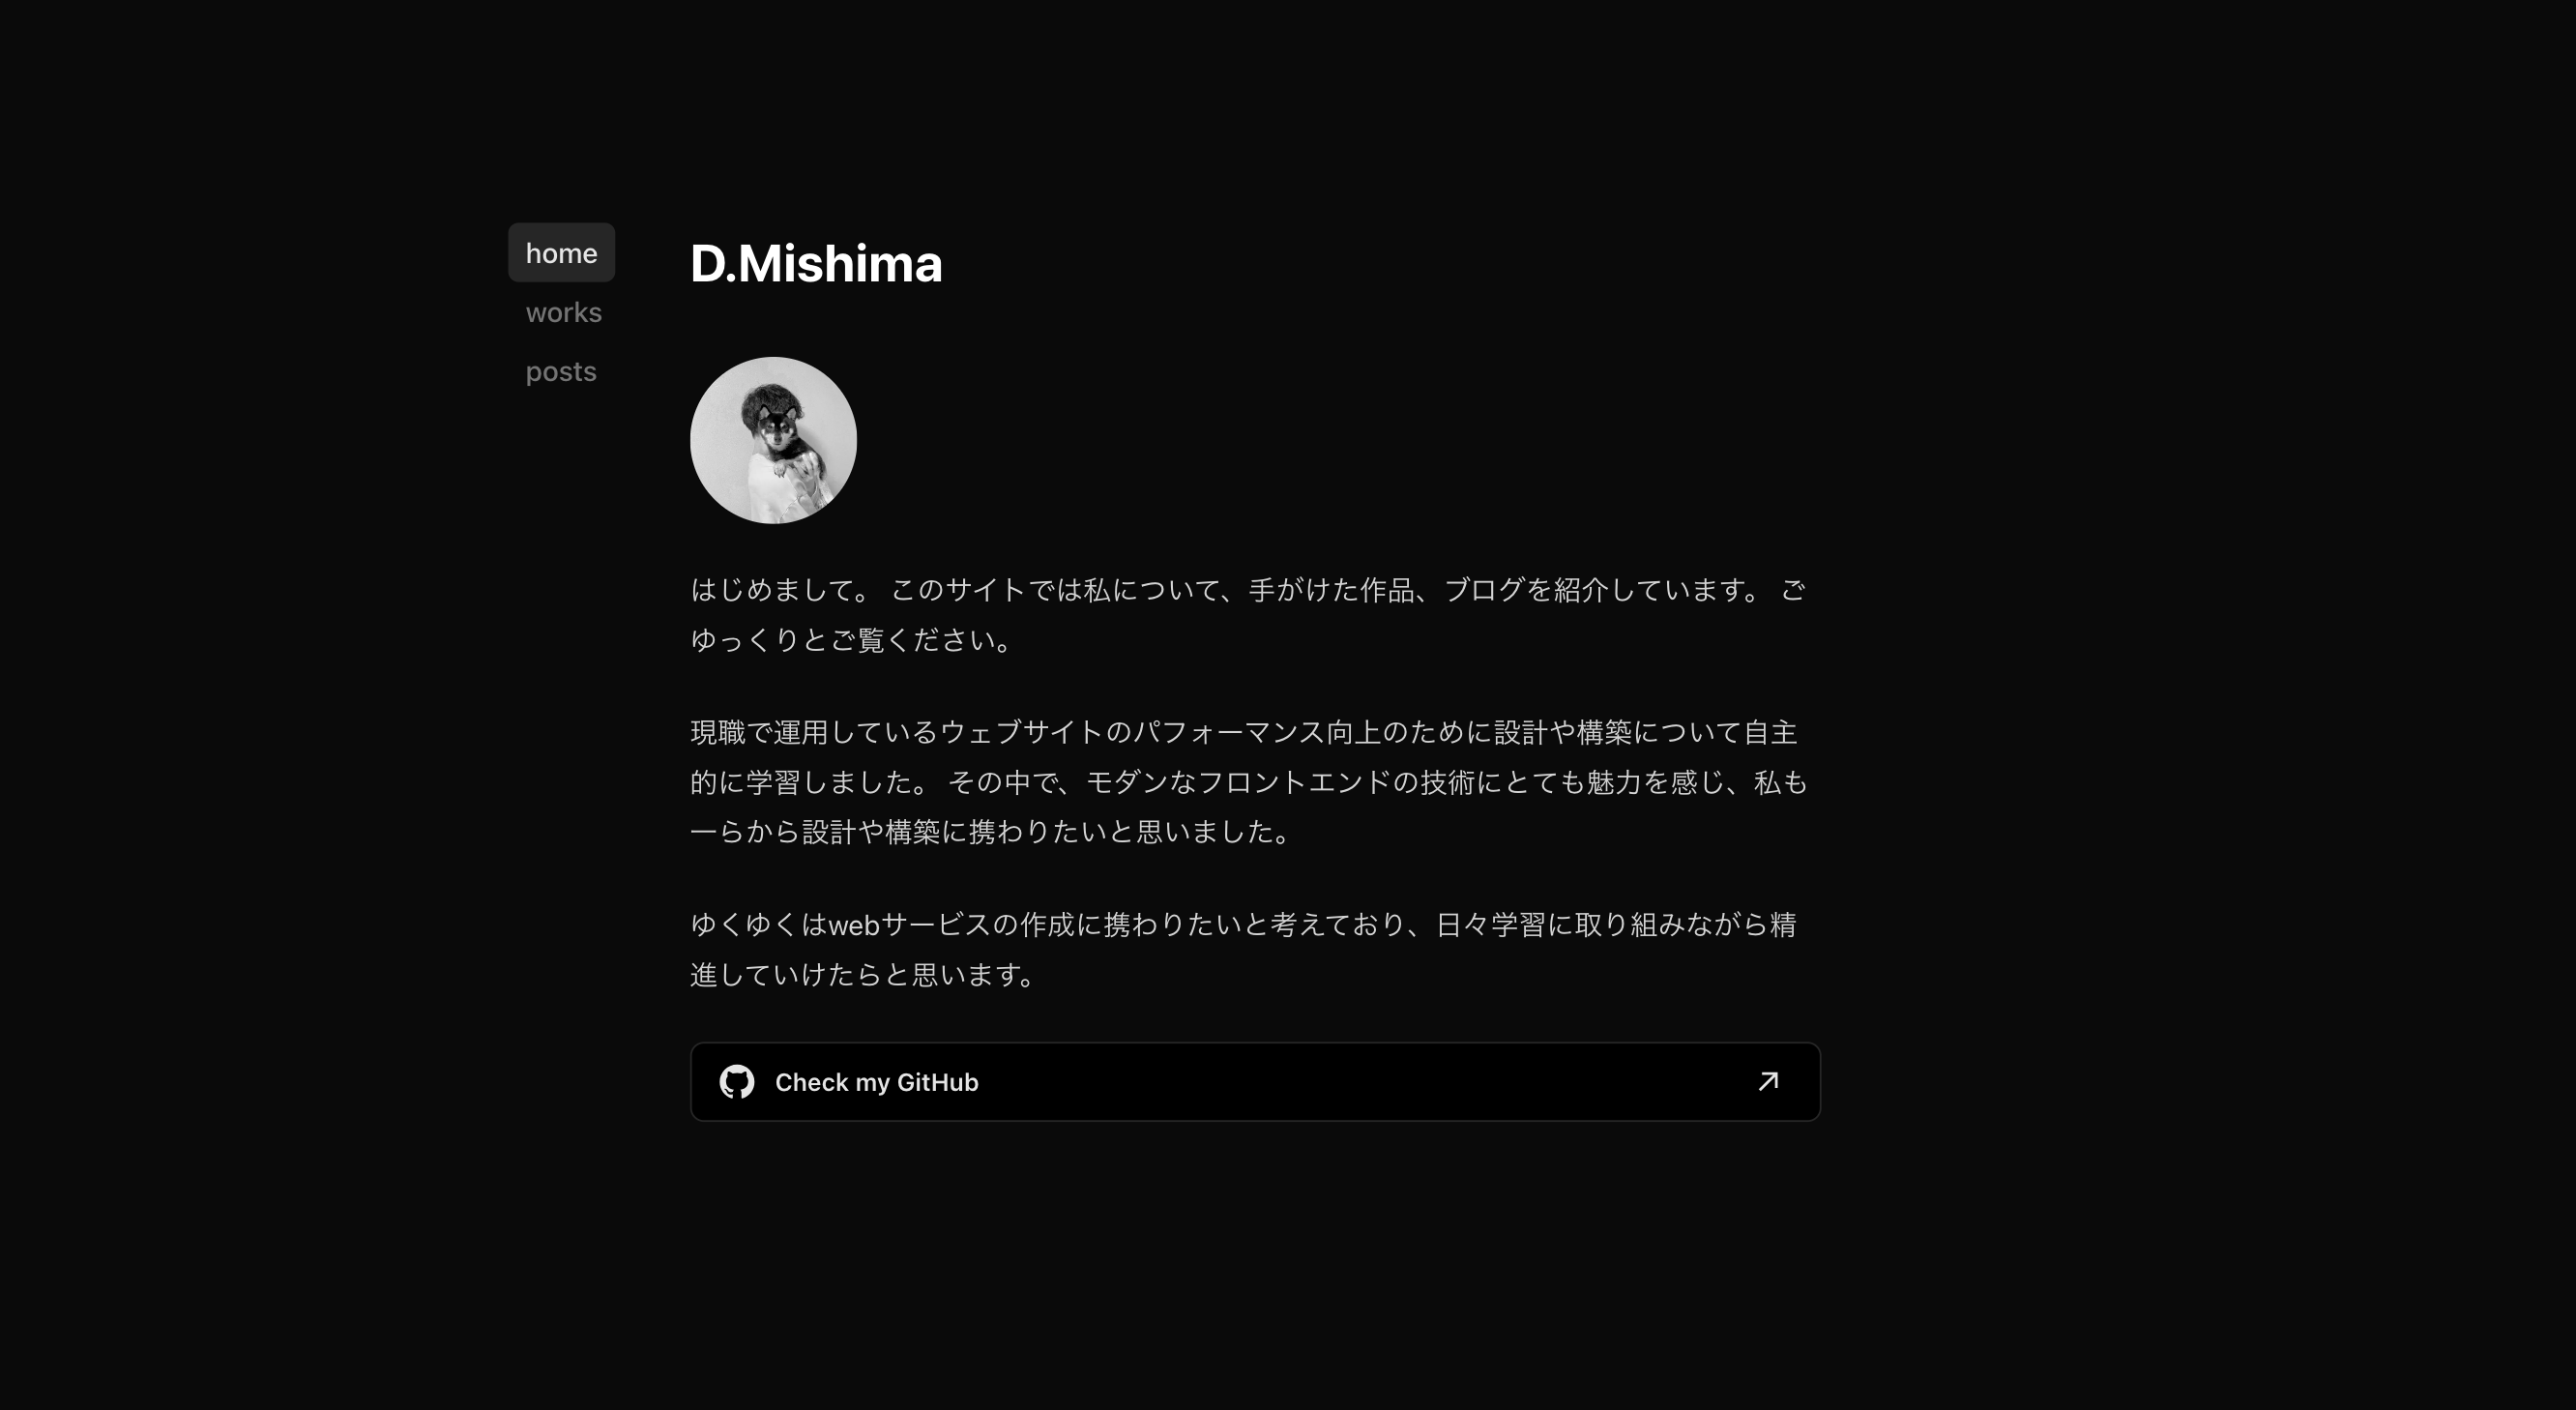 home
works
posts
D.Mishima
はじめまして。 このサイトでは私について、手がけた作品、ブログを紹介しています。 ご
ゆっくりとご覧ください。
現職で運用しているウェブサイトのパフォーマンス向上のために設計や構築について自主
的に学習しました。 その中で、モダンなフロントエンドの技術にとても魅力を感じ、私も
一らから設計や構築に携わりたいと思いました。
ゆくゆくはwebサービスの作成に携わりたいと考えており、日々学習に取り組みながら精
進していけたらと思います。
Check my GitHub